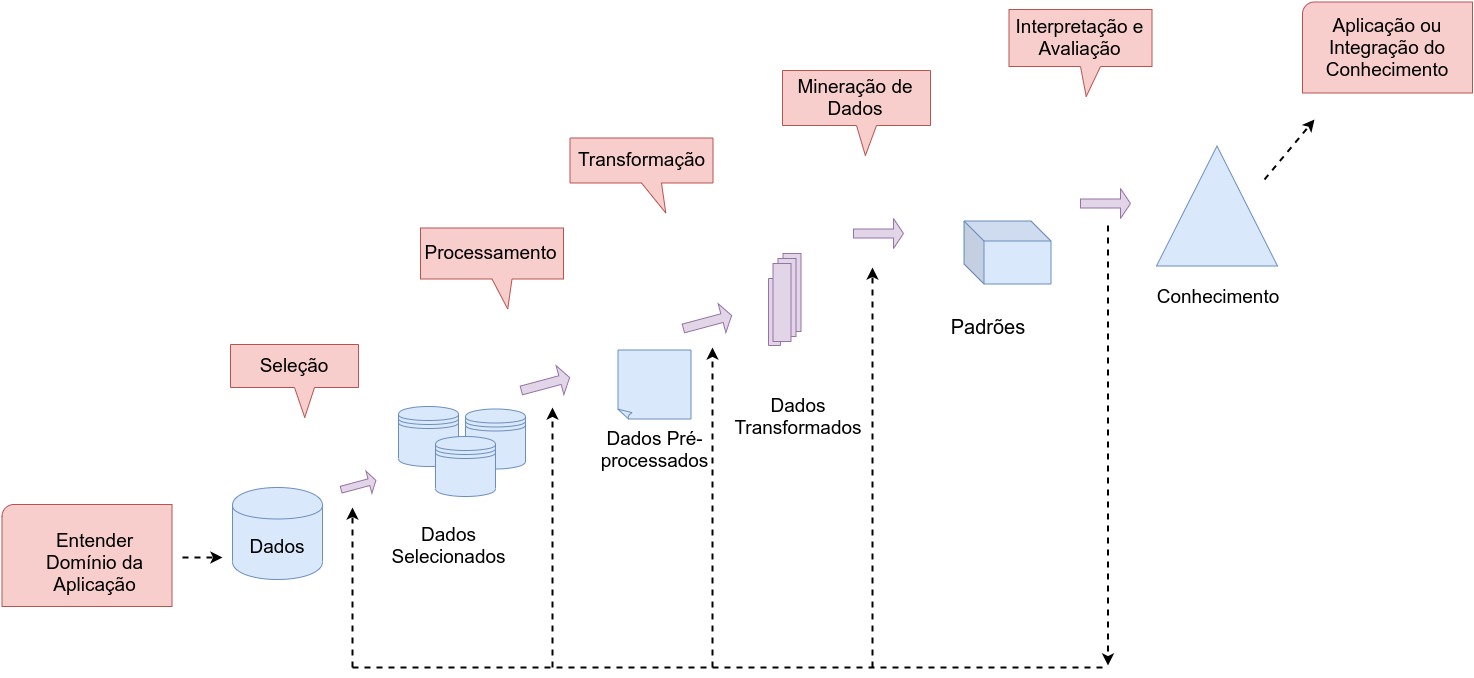 Entender
Domínio da
Aplicação
Dados
Seleção
Dados
Selecionados
Processamento
Dados Pré-
processados
Transformação
Dados
Transformados
Mineração de
Dados
Padrões
Interpretação e
Avaliação
Conhecimento
Aplicação ou
Integração do
Conhecimento